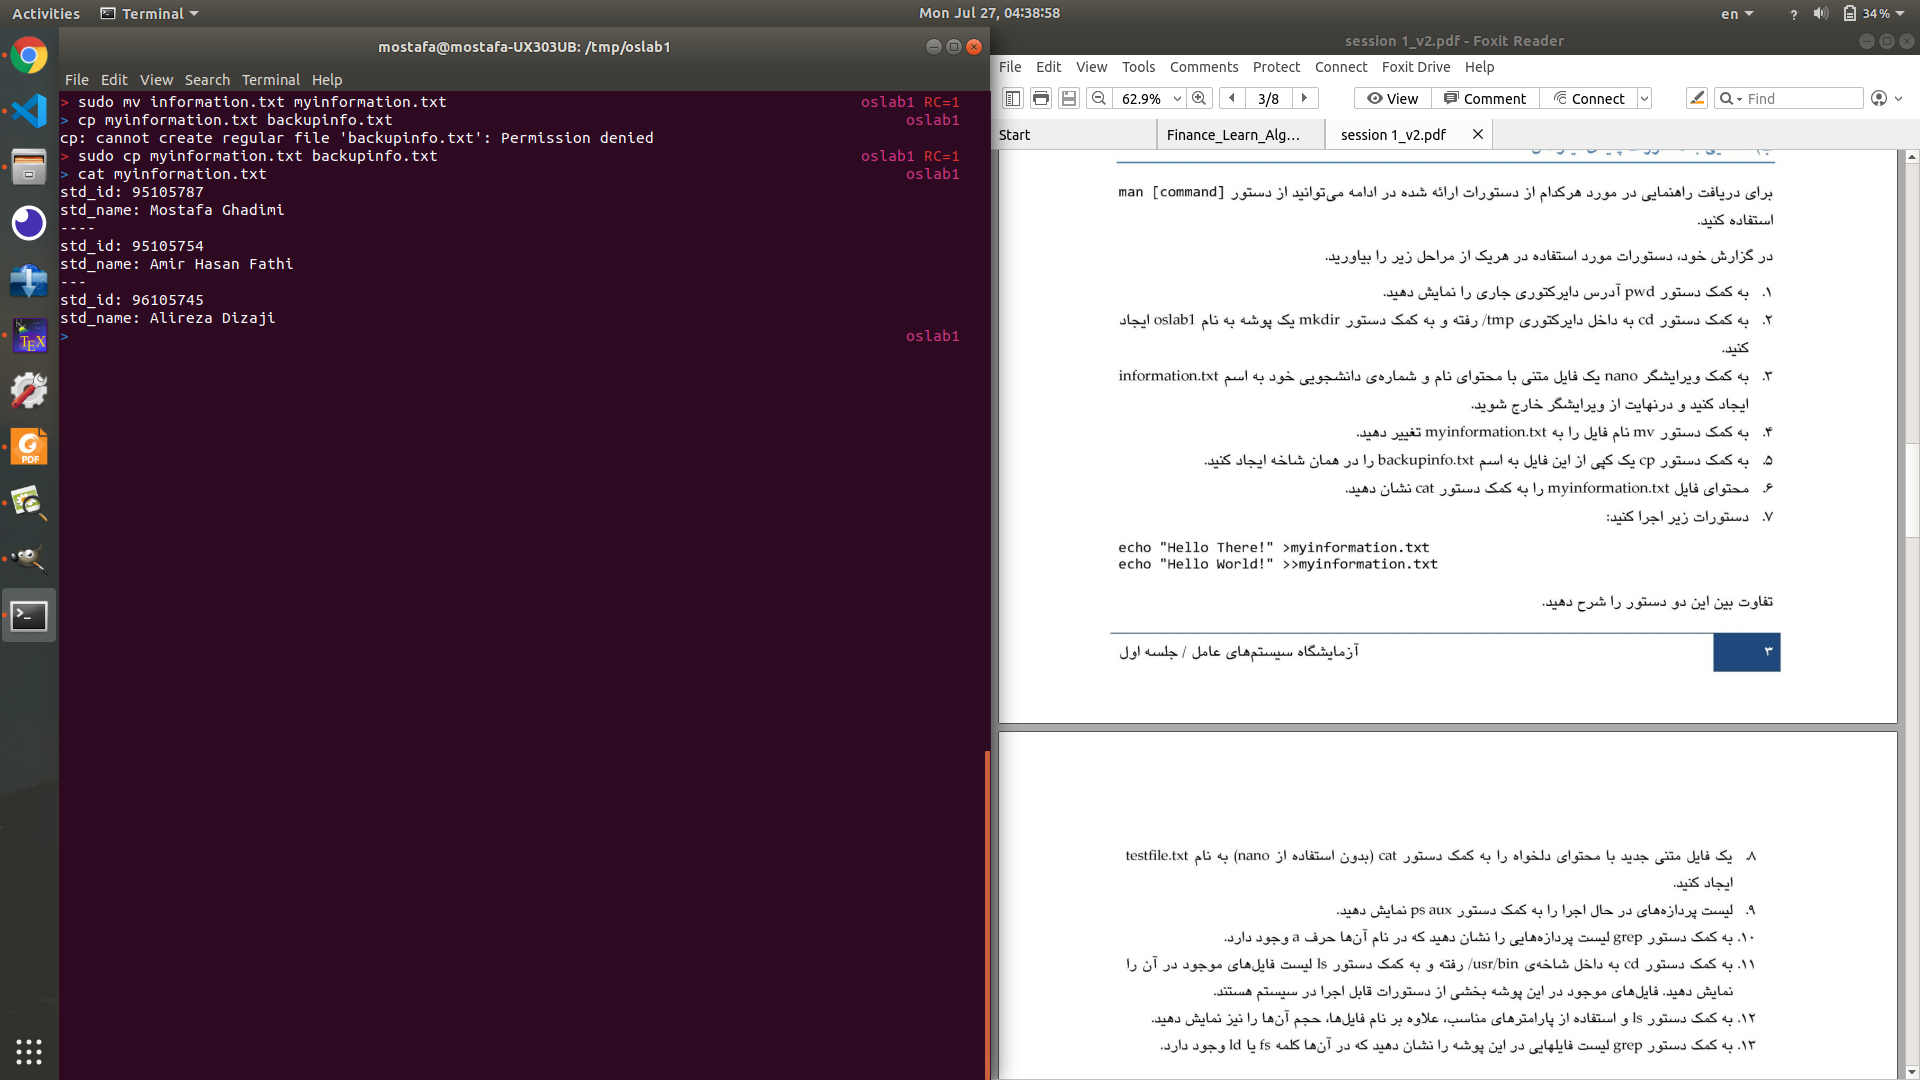 Activities
Terminal
Mon Jul 27, 04:38:58
en
?
34 %
mostafa@mostafa-UX303UB: /tmp/oslab1
File Edit View Search Terminal Help
> sudo mv information.txt myinformation.txt oslab1 RC=1
> cp myinformation.txt backupinfo.txt oslab1
cp: cannot create regular file 'backupinfo.txt': Permission denied
> sudo cp myinformation.txt backupinfo.txt oslab1 RC=1
> cat myinformation.txt oslab1
std_id: 95105787
std_name: Mostafa Ghadimi
----
std_id: 95105754
std_name: Amir Hasan Fathi
---
std_id: 96105745
std_name: Alireza Dizaji
> oslab1
session 1_v2.pdf - Foxit Reader
File Edit View Tools Comments Protect Connect Foxit Drive Help
62.9% 3/8 View Comment Connect Find
Start Finance_Learn_Alg... session 1_v2.pdf
برای دریافت راهنمایی در مورد هرکدام از دستورات ارائه شده در ادامه می‌توانید از دستور man [command]
استفاده کنید.
در گزارش خود، دستورات مورد استفاده در هریک از مراحل زیر را بیاورید.
۱. به کمک دستور pwd آدرس دایرکتوری جاری را نمایش دهید.
۲. به کمک دستور cd به داخل دایرکتوری tmp/ رفته و به کمک دستور mkdir یک پوشه به نام oslab1 ایجاد
کنید.
۳. به کمک ویرایشگر nano یک فایل متنی با محتوای نام و شماره‌ی دانشجویی خود به اسم information.txt
ایجاد کنید و درنهایت از ویرایشگر خارج شوید.
۴. به کمک دستور mv نام فایل را به myinformation.txt تغییر دهید.
۵. به کمک دستور cp یک کپی از این فایل به اسم backupinfo.txt را در همان شاخه ایجاد کنید.
۶. محتوای فایل myinformation.txt را به کمک دستور cat نشان دهید.
۷. دستورات زیر اجرا کنید:
echo "Hello There!" >myinformation.txt
echo "Hello World!" >>myinformation.txt
تفاوت بین این دو دستور را شرح دهید.
آزمایشگاه سیستم‌های عامل / جلسه اول
۳
۸. یک فایل متنی جدید با محتوای دلخواه را به کمک دستور cat (بدون استفاده از nano) به نام testfile.txt
ایجاد کنید.
۹. لیست پردازه‌های در حال اجرا را به کمک دستور ps aux نمایش دهید.
۱۰. به کمک دستور grep لیست پردازه‌هایی را نشان دهید که در نام آن‌ها حرف a وجود دارد.
۱۱. به کمک دستور cd به داخل شاخه‌ی usr/bin/ رفته و به کمک دستور ls لیست فایل‌های موجود در آن را
نمایش دهید. فایل‌های موجود در این پوشه بخشی از دستورات قابل اجرا در سیستم هستند.
۱۲. به کمک دستور ls و استفاده از پارامترهای مناسب، علاوه بر نام فایل‌ها، حجم آن‌ها را نیز نمایش دهید.
۱۳. به کمک دستور grep لیست فایلهایی در این پوشه را نشان دهید که در آن‌ها کلمه fs یا ld وجود دارد.